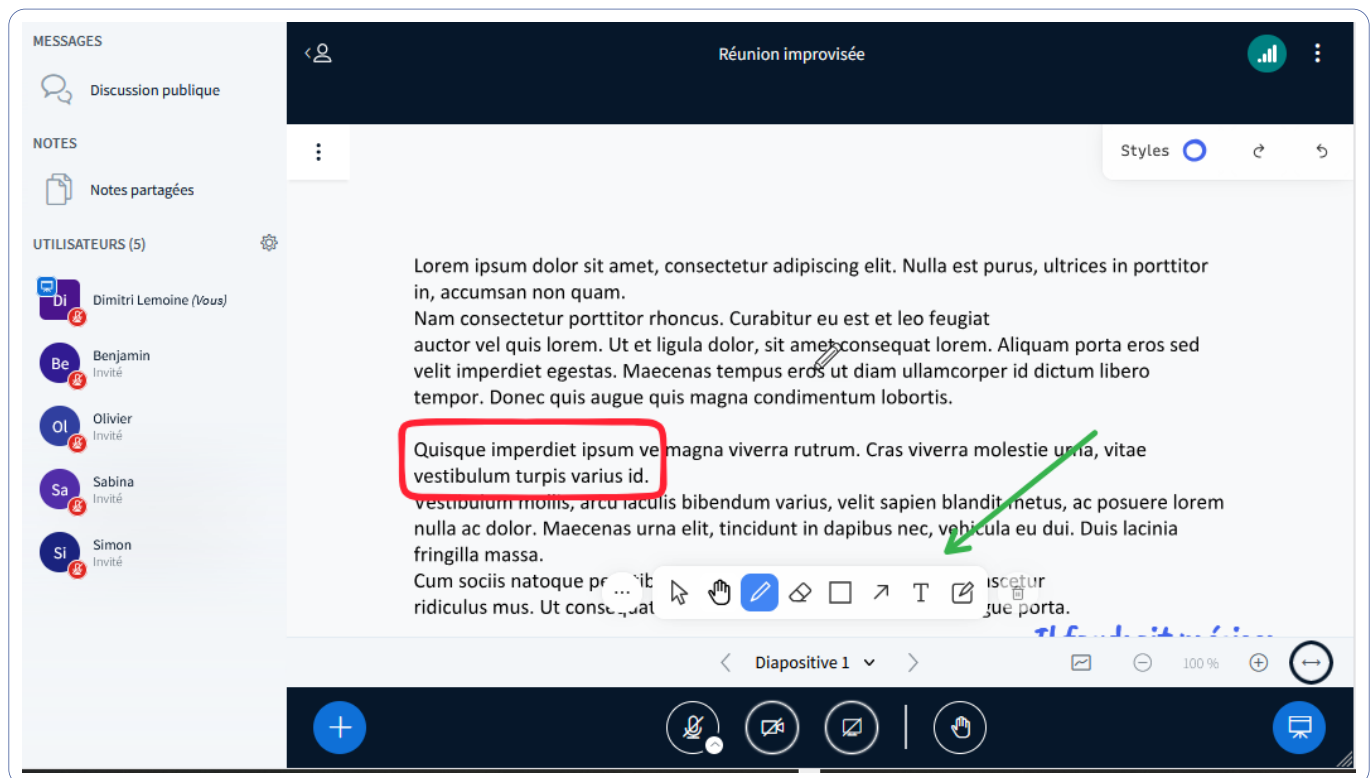 MESSAGES
Discussion publique
NOTES
Notes partagées
UTILISATEURS (5)
Di
Dimitri Lemoine (Vous)
Be
Benjamin
Invité
Ol
Olivier
Invité
Sa
Sabina
Invité
Si
Simon
Invité
Réunion improvisée
Styles
Lorem ipsum dolor sit amet, consectetur adipiscing elit. Nulla est purus, ultrices in porttitor
in, accumsan non quam.
Nam consectetur porttitor rhoncus. Curabitur eu est et leo feugiat
auctor vel quis lorem. Ut et ligula dolor, sit amet consequat lorem. Aliquam porta eros sed
velit imperdiet egestas. Maecenas tempus eros ut diam ullamcorper id dictum libero
tempor. Donec quis augue quis magna condimentum lobortis.
Quisque imperdiet ipsum ve magna viverra rutrum. Cras viverra molestie urna, vitae
vestibulum turpis varius id.
Vestibulum mollis, arcu iaculis bibendum varius, velit sapien blandit metus, ac posuere lorem
nulla ac dolor. Maecenas urna elit, tincidunt in dapibus nec, vehicula eu dui. Duis lacinia
fringilla massa.
Cum sociis natoque
ridiculus mus. Ut porta.
T
Diapositive 1
100 %